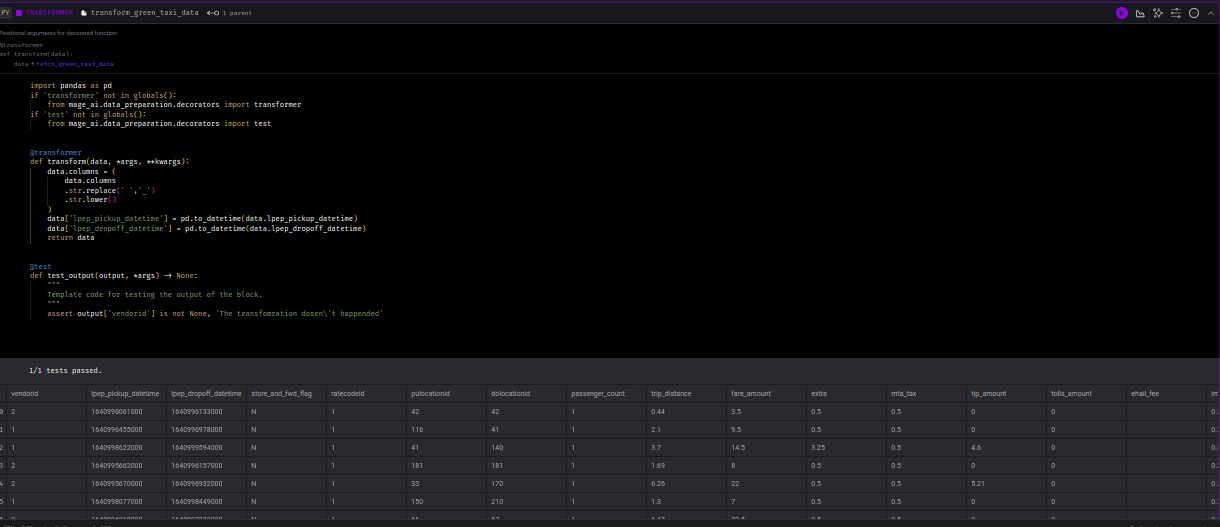 PY TRANSFORMER transform_green_taxi_data 1 parent
Positional arguments for decorated function:
@transformer
def transform(data):
data ← fetch_green_taxi_data
import pandas as pd
if 'transformer' not in globals():
from mage_ai.data_preparation.decorators import transformer
if 'test' not in globals():
from mage_ai.data_preparation.decorators import test
@transformer
def transform(data, *args, **kwargs):
data.columns = (
data.columns
.str.replace(' ','_')
.str.lower()
)
data['lpep_pickup_datetime'] = pd.to_datetime(data.lpep_pickup_datetime)
data['lpep_dropoff_datetime'] = pd.to_datetime(data.lpep_dropoff_datetime)
return data
@test
def test_output(output, *args) -> None:
"""
Template code for testing the output of the block.
"""
assert output['vendorid'] is not None, 'The transfomration dosen\'t happended'
1/1 tests passed.
vendorid lpep_pickup_datetime lpep_dropoff_datetime store_and_fwd_flag ratecodeid pulocationid dolocationid passenger_count trip_distance fare_amount extra mta_tax tip_amount tolls_amount ehail_fee im
0 2 1640996061000 1640996133000 N 1 42 42 1 0.44 3.5 0.5 0.5 0 0 0.
1 1 1640996455000 1640996978000 N 1 116 41 1 2.1 9.5 0.5 0.5 0 0 0.
2 1 1640998622000 1640999594000 N 1 41 140 1 3.7 14.5 3.25 0.5 4.6 0 0.
3 2 1640995662000 1640996157000 N 1 181 181 1 1.69 8 0.5 0.5 0 0 0.
4 2 1640995670000 1640996932000 N 1 33 170 1 6.26 22 0.5 0.5 5.21 0 0.
5 1 1640998077000 1640998449000 N 1 150 210 1 1.3 7 0.5 0.5 0 0 0.